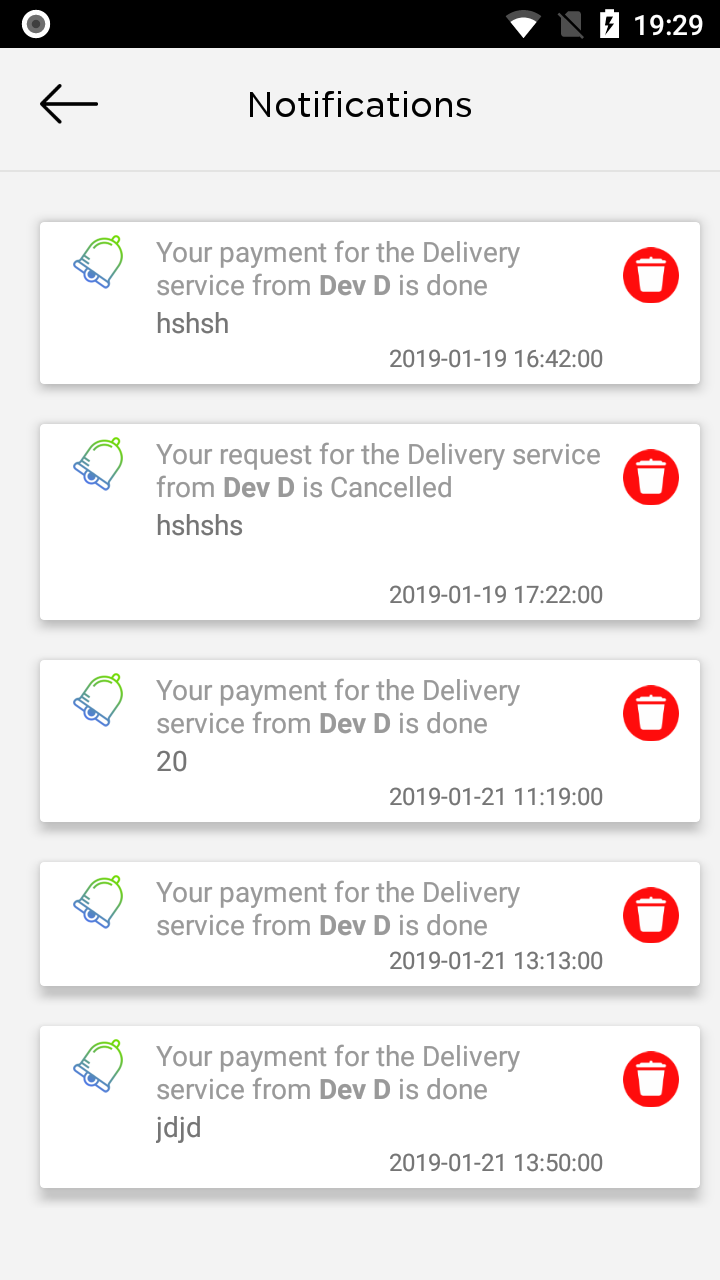 19:29
Notifications
Your payment for the Delivery
service from Dev D is done
hshsh
2019-01-19 16:42:00
Your request for the Delivery service
from Dev D is Cancelled
hshshs
2019-01-19 17:22:00
Your payment for the Delivery
service from Dev D is done
20
2019-01-21 11:19:00
Your payment for the Delivery
service from Dev D is done
2019-01-21 13:13:00
Your payment for the Delivery
service from Dev D is done
jdjd
2019-01-21 13:50:00